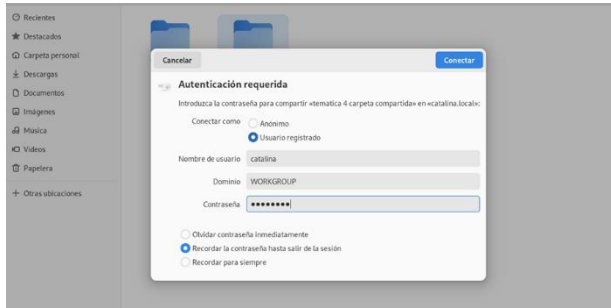 Recientes
Destacados
Carpeta personal
Descargas
Documentos
Imágenes
Música
Vídeos
Papelera
+ Otras ubicaciones
Cancelar
Conectar
Autenticación requerida
Introduzca la contraseña para compartir «tematica 4 carpeta compartida» en «catalina.local»:
Conectar como
Anónimo
Usuario registrado
Nombre de usuario catalina
Dominio WORKGROUP
Contraseña ●●●●●●●●
Olvidar contraseña inmediatamente
Recordar la contraseña hasta salir de la sesión
Recordar para siempre